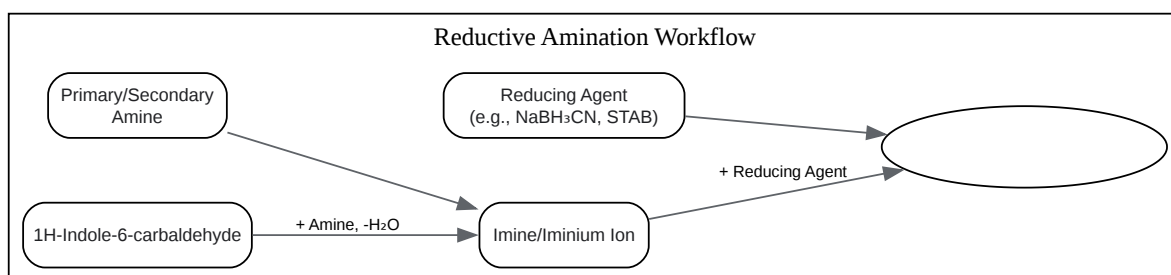 Reductive Amination Workflow
Primary/Secondary
Amine
Reducing Agent
(e.g., NaBH₃CN, STAB)
+ Reducing Agent
1H-Indole-6-carbaldehyde
+ Amine, -H₂O
Imine/Iminium Ion